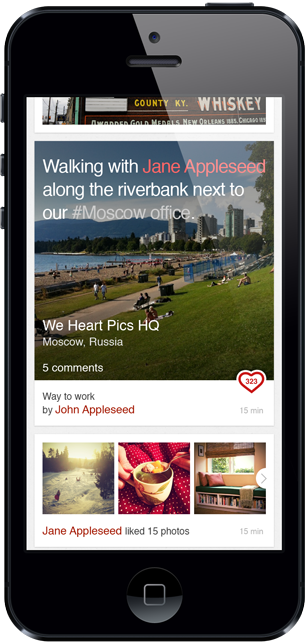 COUNTY KY. WHISKEY
AWARDED GOLD MEDALS NEW ORLEANS 1885. CHICAGO 1893
Walking with Jane Appleseed
along the riverbank next to
our #Moscow office.
We Heart Pics HQ
Moscow, Russia
5 comments
323
Way to work
by John Appleseed
15 min
Jane Appleseed liked 15 photos
15 min